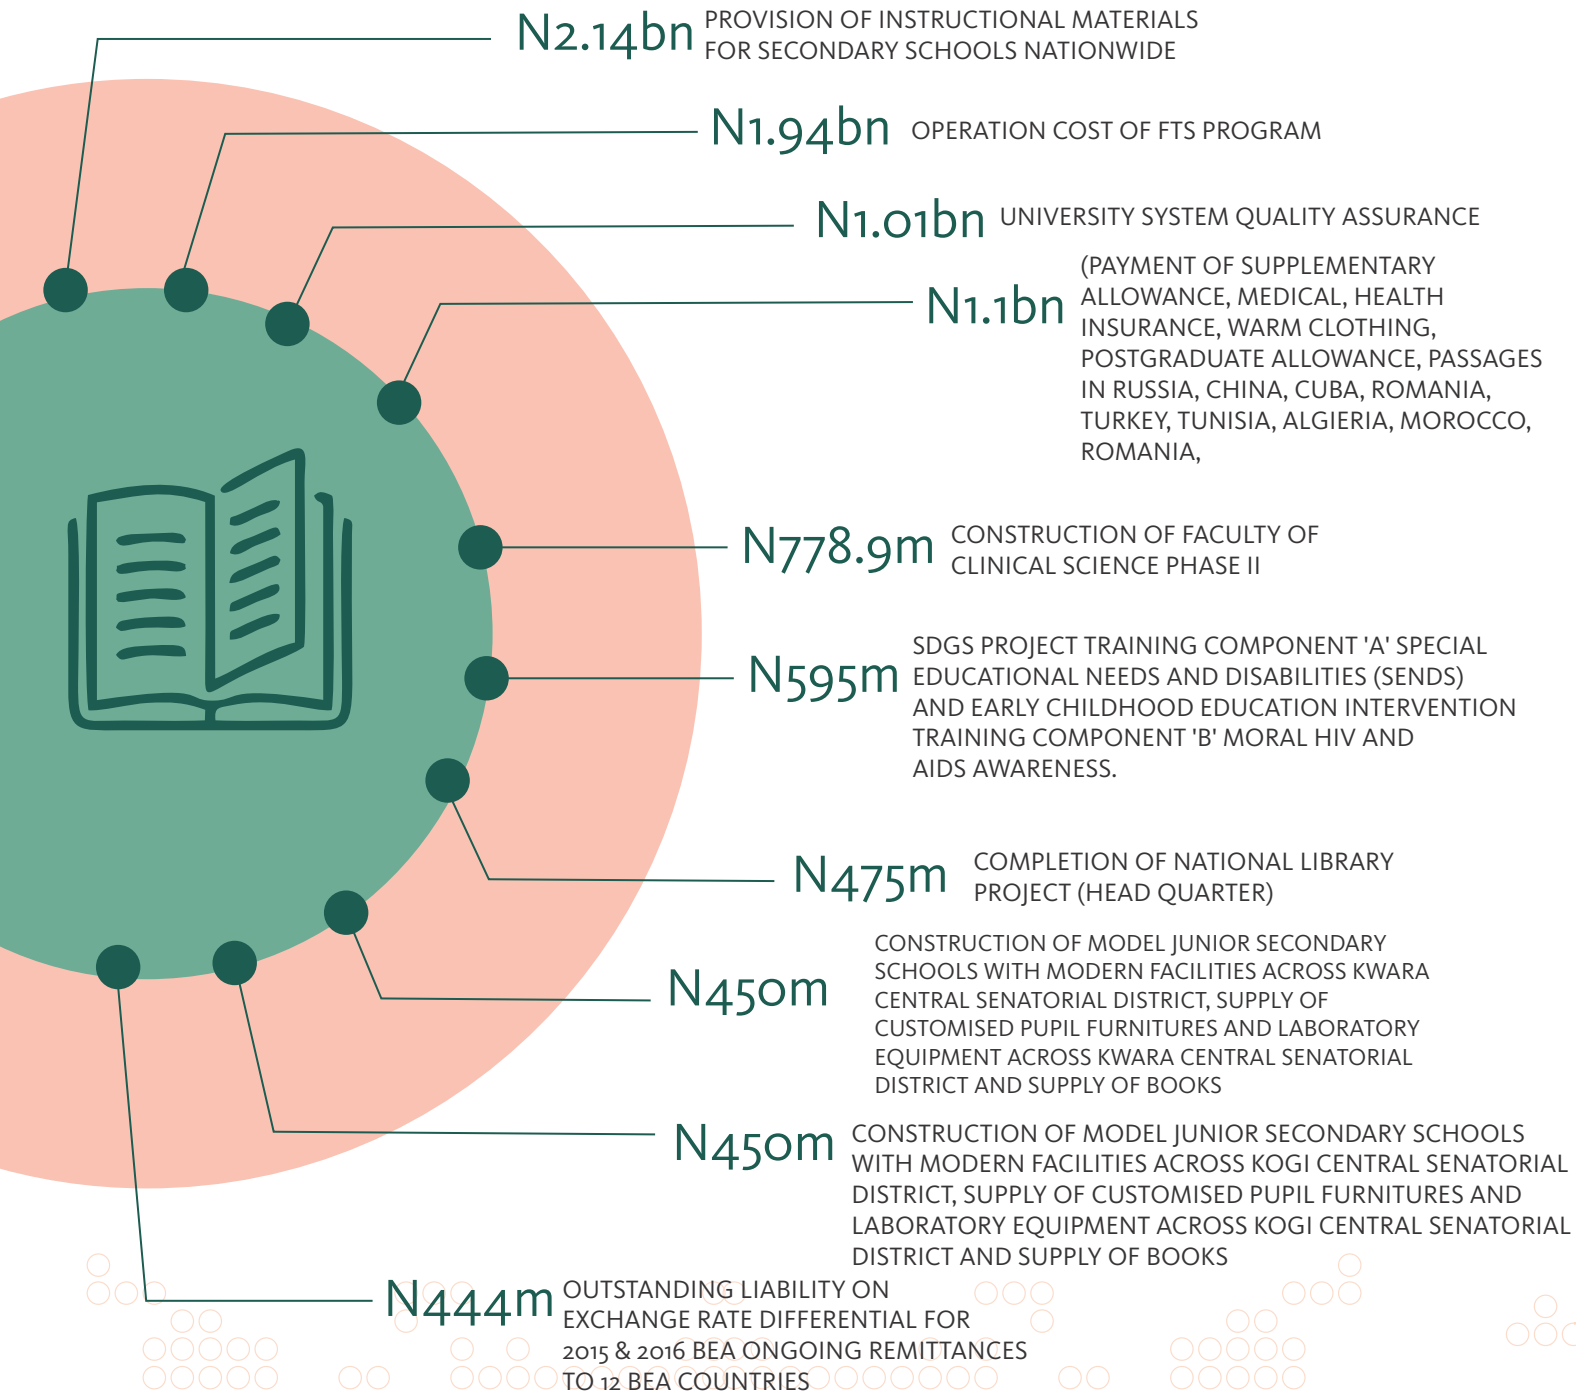 N2.14bn
PROVISION OF INSTRUCTIONAL MATERIALS
FOR SECONDARY SCHOOLS NATIONWIDE
N1.94bn
OPERATION COST OF FTS PROGRAM
N1.01bn
UNIVERSITY SYSTEM QUALITY ASSURANCE
N1.1bn
(PAYMENT OF SUPPLEMENTARY
ALLOWANCE, MEDICAL, HEALTH
INSURANCE, WARM CLOTHING,
POSTGRADUATE ALLOWANCE, PASSAGES
IN RUSSIA, CHINA, CUBA, ROMANIA,
TURKEY, TUNISIA, ALGIERIA, MOROCCO,
ROMANIA,
N778.9m
CONSTRUCTION OF FACULTY OF
CLINICAL SCIENCE PHASE II
N595m
SDGS PROJECT TRAINING COMPONENT 'A' SPECIAL
EDUCATIONAL NEEDS AND DISABILITIES (SENDS)
AND EARLY CHILDHOOD EDUCATION INTERVENTION
TRAINING COMPONENT 'B' MORAL HIV AND
AIDS AWARENESS.
N475m
COMPLETION OF NATIONAL LIBRARY
PROJECT (HEAD QUARTER)
N450m
CONSTRUCTION OF MODEL JUNIOR SECONDARY
SCHOOLS WITH MODERN FACILITIES ACROSS KWARA
CENTRAL SENATORIAL DISTRICT, SUPPLY OF
CUSTOMISED PUPIL FURNITURES AND LABORATORY
EQUIPMENT ACROSS KWARA CENTRAL SENATORIAL
DISTRICT AND SUPPLY OF BOOKS
N450m
CONSTRUCTION OF MODEL JUNIOR SECONDARY SCHOOLS
WITH MODERN FACILITIES ACROSS KOGI CENTRAL SENATORIAL
DISTRICT, SUPPLY OF CUSTOMISED PUPIL FURNITURES AND
LABORATORY EQUIPMENT ACROSS KOGI CENTRAL SENATORIAL
DISTRICT AND SUPPLY OF BOOKS
N444m
OUTSTANDING LIABILITY ON
EXCHANGE RATE DIFFERENTIAL FOR
2015 & 2016 BEA ONGOING REMITTANCES
TO 12 BEA COUNTRIES